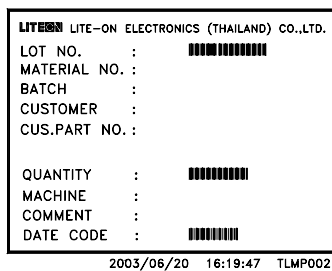 LITEON LITE-ON ELECTRONICS (THAILAND) CO.,LTD.
LOT NO. :
MATERIAL NO. :
BATCH :
CUSTOMER :
CUS.PART NO. :
QUANTITY :
MACHINE :
COMMENT :
DATE CODE :
2003/06/20 16:19:47 TLMP002